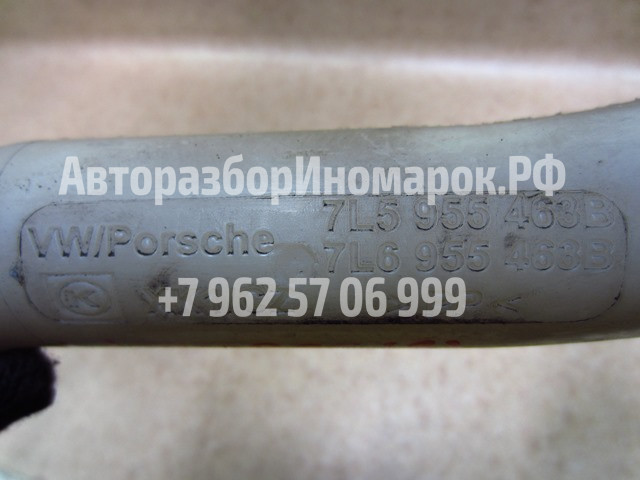 АвторазборИномарок.РФ
7L5 955 463B
VW/Porsche
7L6 955 463B
+7 962 57 06 999